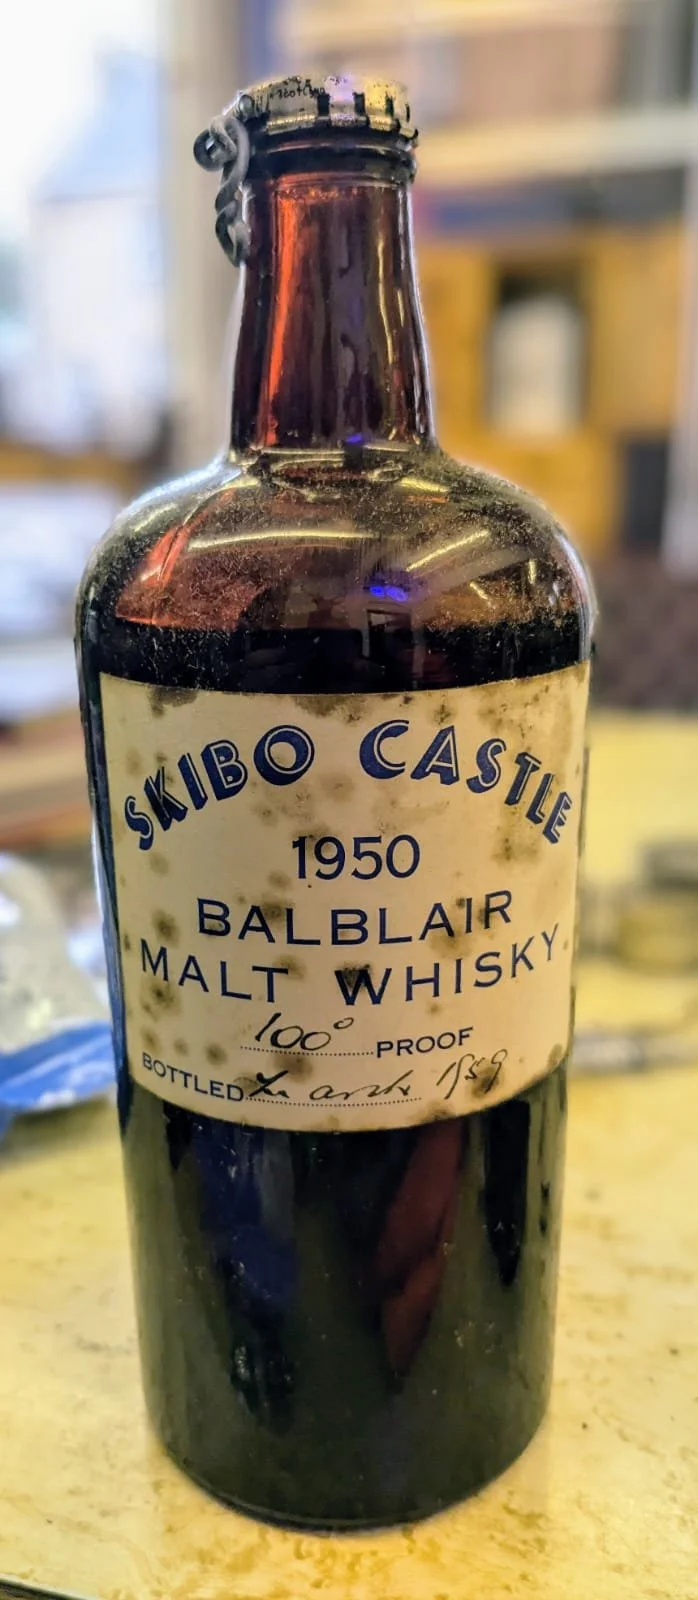 SKIBO CASTLE
1950
BALBLAIR
MALT WHISKY
100° PROOF
BOTTLED 1959